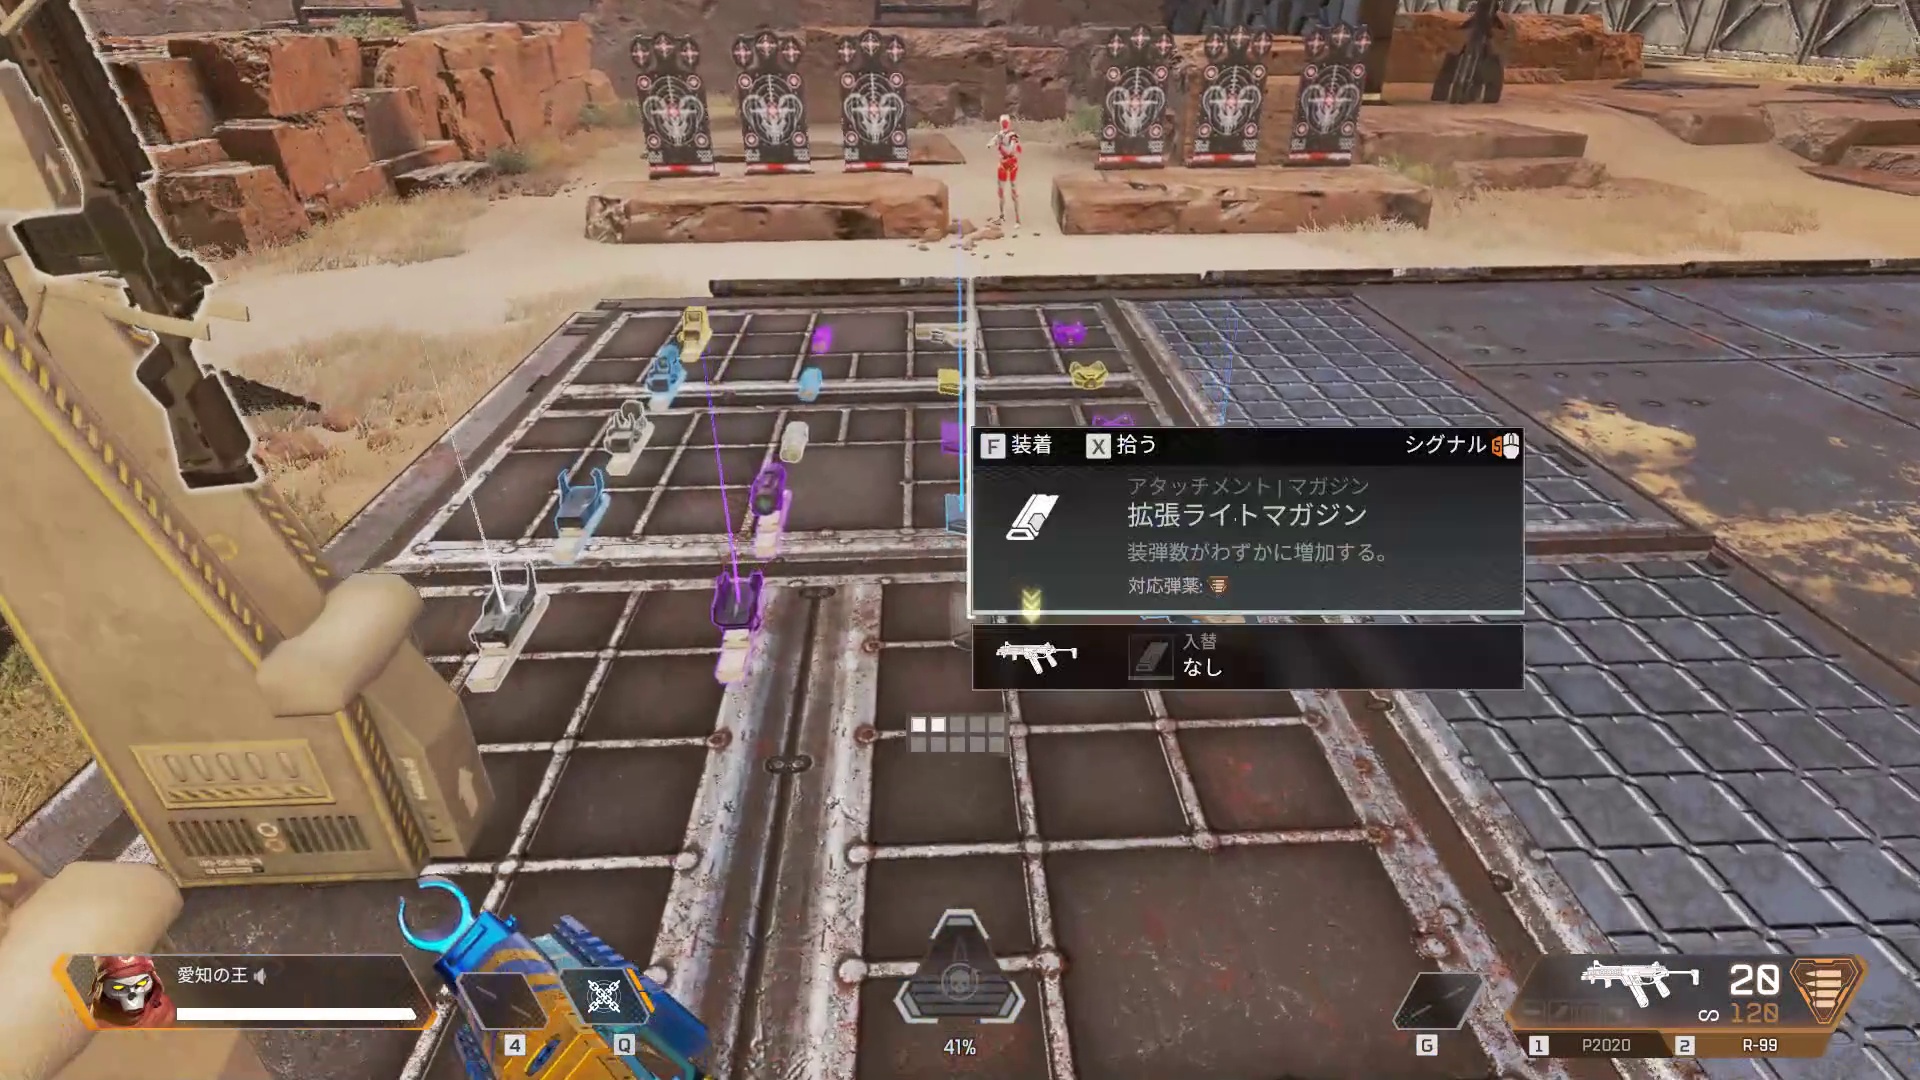 F 装着 X 拾う シグナル 5
アタッチメント | マガジン
拡張ライトマガジン
装弾数がわずかに増加する。
対応弾薬:
入替
なし
愛知の王
4
Q
41%
G
20
∞ 120
1 P2020 2 R-99